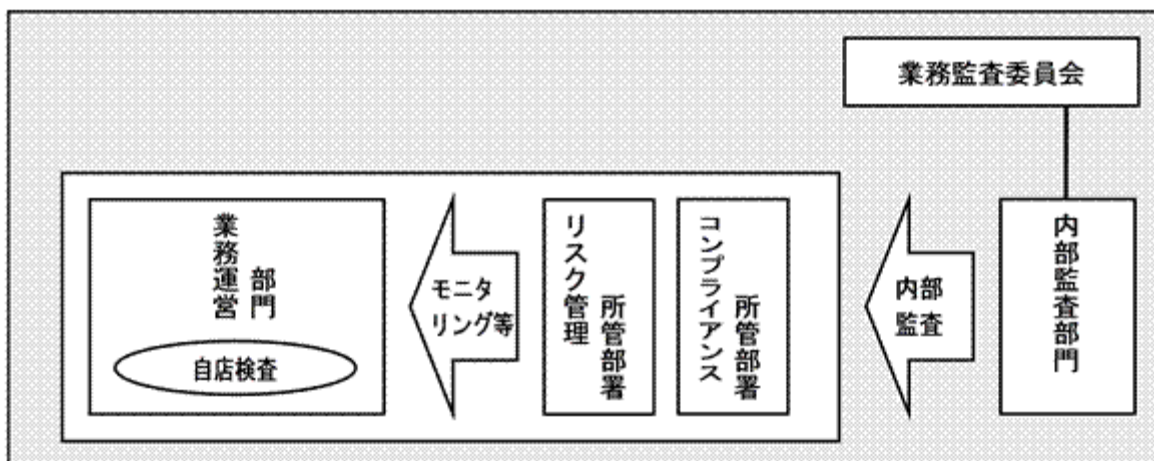 業務監査委員会
業務運営
部門
自店検査
モニタ
リング等
リスク管理
所管部署
コンプライアンス
所管部署
内部
監査
内部監査部門